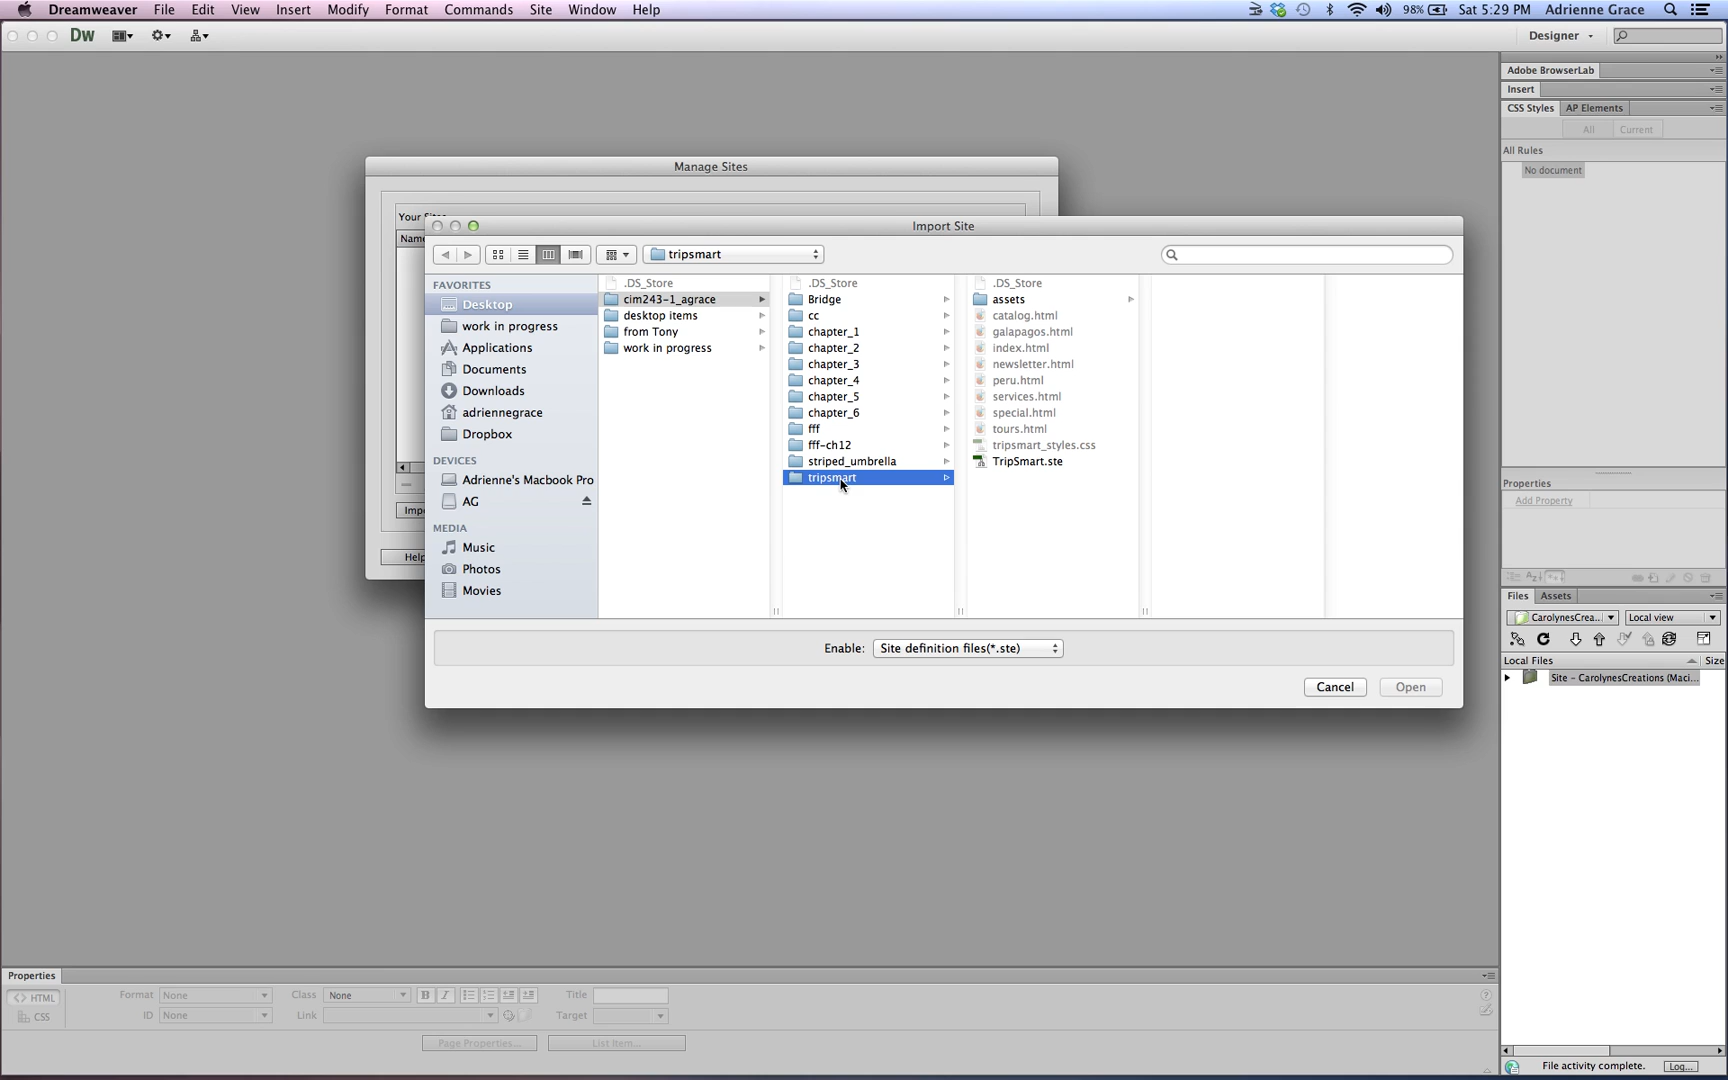 Dreamweaver File Edit View Insert Modify Format Commands Site Window Help 98% Sat 5:29 PM Adrienne Grace
Dw Designer
Adobe BrowserLab
Insert
CSS Styles AP Elements
All Current
All Rules
No document
Manage Sites
Your
Name
Help
Import Site
tripsmart
FAVORITES
Desktop
work in progress
Applications
Documents
Downloads
adriennegrace
Dropbox
DEVICES
Adrienne's Macbook Pro
AG
MEDIA
Music
Photos
Movies
.DS_Store
cim243-1_agrace
desktop items
from Tony
work in progress
.DS_Store
Bridge
cc
chapter_1
chapter_2
chapter_3
chapter_4
chapter_5
chapter_6
fff
fff-ch12
striped_umbrella
tripsmart
.DS_Store
assets
catalog.html
galapagos.html
index.html
newsletter.html
peru.html
services.html
special.html
tours.html
tripsmart_styles.css
TripSmart.ste
Enable: Site definition files(*.ste)
Cancel Open
Properties
Add Property
Files Assets
CarolynesCrea... Local view
Local Files Size
Site - CarolynesCreations (Maci...
File activity complete. Log...
Properties
<> HTML Format None Class None B I Title
CSS ID None Link Target
Page Properties... List Item...